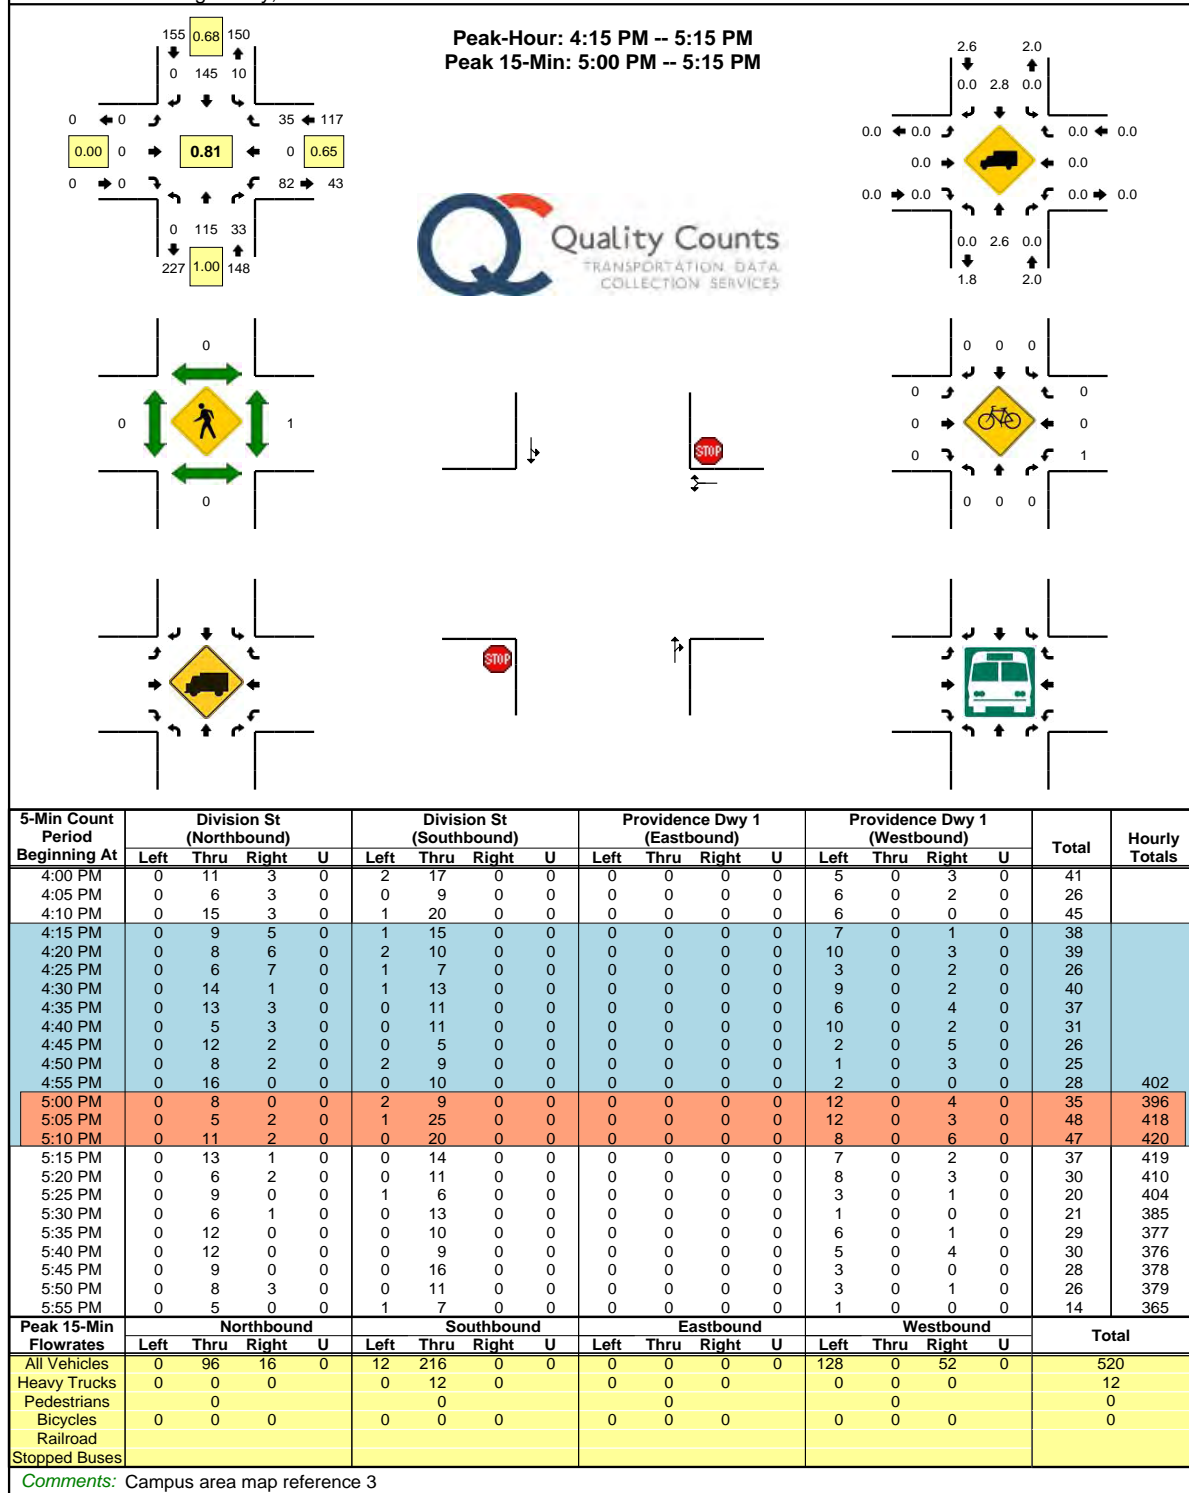 155 0.68 150
0 145 10
0 0 35 117
0.00 0 0.81 0 0.65
0 0 82 43
0 115 33
227 1.00 148
Peak-Hour: 4:15 PM -- 5:15 PM
Peak 15-Min: 5:00 PM -- 5:15 PM
2.6 2.0
0.0 2.8 0.0
0.0 0.0 0.0 0.0
0.0 0.0
0.0 0.0 0.0 0.0
0.0 2.6 0.0
1.8 2.0
QC Quality Counts
TRANSPORTATION DATA
COLLECTION SERVICES
0
0 1
0
STOP
STOP
0 0 0
0 0
0 0
0 1
0 0 0
5-Min Count Period Beginning At Division St (Northbound) Division St (Southbound) Providence Dwy 1 (Eastbound) Providence Dwy 1 (Westbound) Total Hourly Totals
Left Thru Right U Left Thru Right U Left Thru Right U Left Thru Right U
4:00 PM 0 11 3 0 2 17 0 0 0 0 0 0 5 0 3 0 41
4:05 PM 0 6 3 0 0 9 0 0 0 0 0 0 6 0 2 0 26
4:10 PM 0 15 3 0 1 20 0 0 0 0 0 0 6 0 0 0 45
4:15 PM 0 9 5 0 1 15 0 0 0 0 0 0 7 0 1 0 38
4:20 PM 0 8 6 0 2 10 0 0 0 0 0 0 10 0 3 0 39
4:25 PM 0 6 7 0 1 7 0 0 0 0 0 0 3 0 2 0 26
4:30 PM 0 14 1 0 1 13 0 0 0 0 0 0 9 0 2 0 40
4:35 PM 0 13 3 0 0 11 0 0 0 0 0 0 6 0 4 0 37
4:40 PM 0 5 3 0 0 11 0 0 0 0 0 0 10 0 2 0 31
4:45 PM 0 12 2 0 0 5 0 0 0 0 0 0 2 0 5 0 26
4:50 PM 0 8 2 0 2 9 0 0 0 0 0 0 1 0 3 0 25
4:55 PM 0 16 0 0 0 10 0 0 0 0 0 0 2 0 0 0 28 402
5:00 PM 0 8 0 0 2 9 0 0 0 0 0 0 12 0 4 0 35 396
5:05 PM 0 5 2 0 1 25 0 0 0 0 0 0 12 0 3 0 48 418
5:10 PM 0 11 2 0 0 20 0 0 0 0 0 0 8 0 6 0 47 420
5:15 PM 0 13 1 0 0 14 0 0 0 0 0 0 7 0 2 0 37 419
5:20 PM 0 6 2 0 0 11 0 0 0 0 0 0 8 0 3 0 30 410
5:25 PM 0 9 0 0 1 6 0 0 0 0 0 0 3 0 1 0 20 404
5:30 PM 0 6 1 0 0 13 0 0 0 0 0 0 1 0 0 0 21 385
5:35 PM 0 12 0 0 0 10 0 0 0 0 0 0 6 0 1 0 29 377
5:40 PM 0 12 0 0 0 9 0 0 0 0 0 0 5 0 4 0 30 376
5:45 PM 0 9 0 0 0 16 0 0 0 0 0 0 3 0 0 0 28 378
5:50 PM 0 8 3 0 0 11 0 0 0 0 0 0 3 0 1 0 26 379
5:55 PM 0 5 0 0 1 7 0 0 0 0 0 0 1 0 0 0 14 365
Peak 15-Min Flowrates Northbound Southbound Eastbound Westbound Total
Left Thru Right U Left Thru Right U Left Thru Right U Left Thru Right U
All Vehicles 0 96 16 0 12 216 0 0 0 0 0 0 128 0 52 0 520
Heavy Trucks 0 0 0 0 12 0 0 0 0 0 0 0 12
Pedestrians 0 0 0 0 0
Bicycles 0 0 0 0 0 0 0 0 0 0 0 0 0
Railroad
Stopped Buses
Comments: Campus area map reference 3